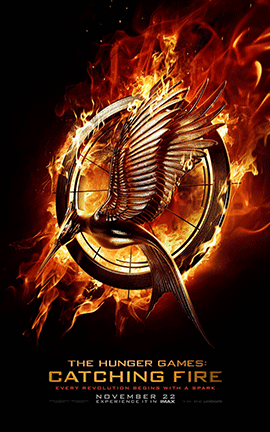 THE HUNGER GAMES:
CATCHING FIRE
EVERY REVOLUTION BEGINS WITH A SPARK
NOVEMBER 22
EXPERIENCE IT IN IMAX